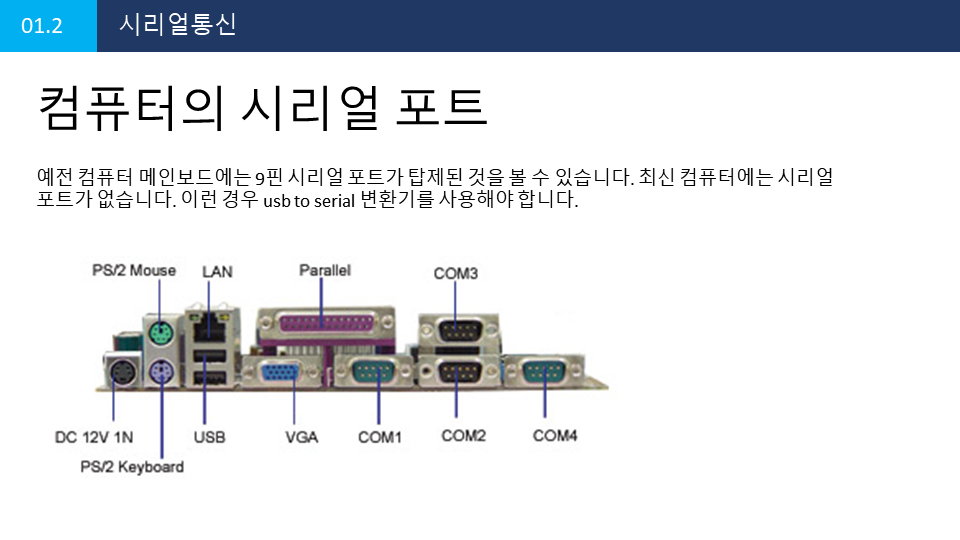 01.2
시리얼통신
컴퓨터의 시리얼 포트
예전 컴퓨터 메인보드에는 9핀 시리얼 포트가 탑제된 것을 볼 수 있습니다. 최신 컴퓨터에는 시리얼
포트가 없습니다. 이런 경우 usb to serial 변환기를 사용해야 합니다.
PS/2 Mouse
LAN
Parallel
COM3
DC 12V 1N
USB
VGA
COM1
COM2
COM4
PS/2 Keyboard